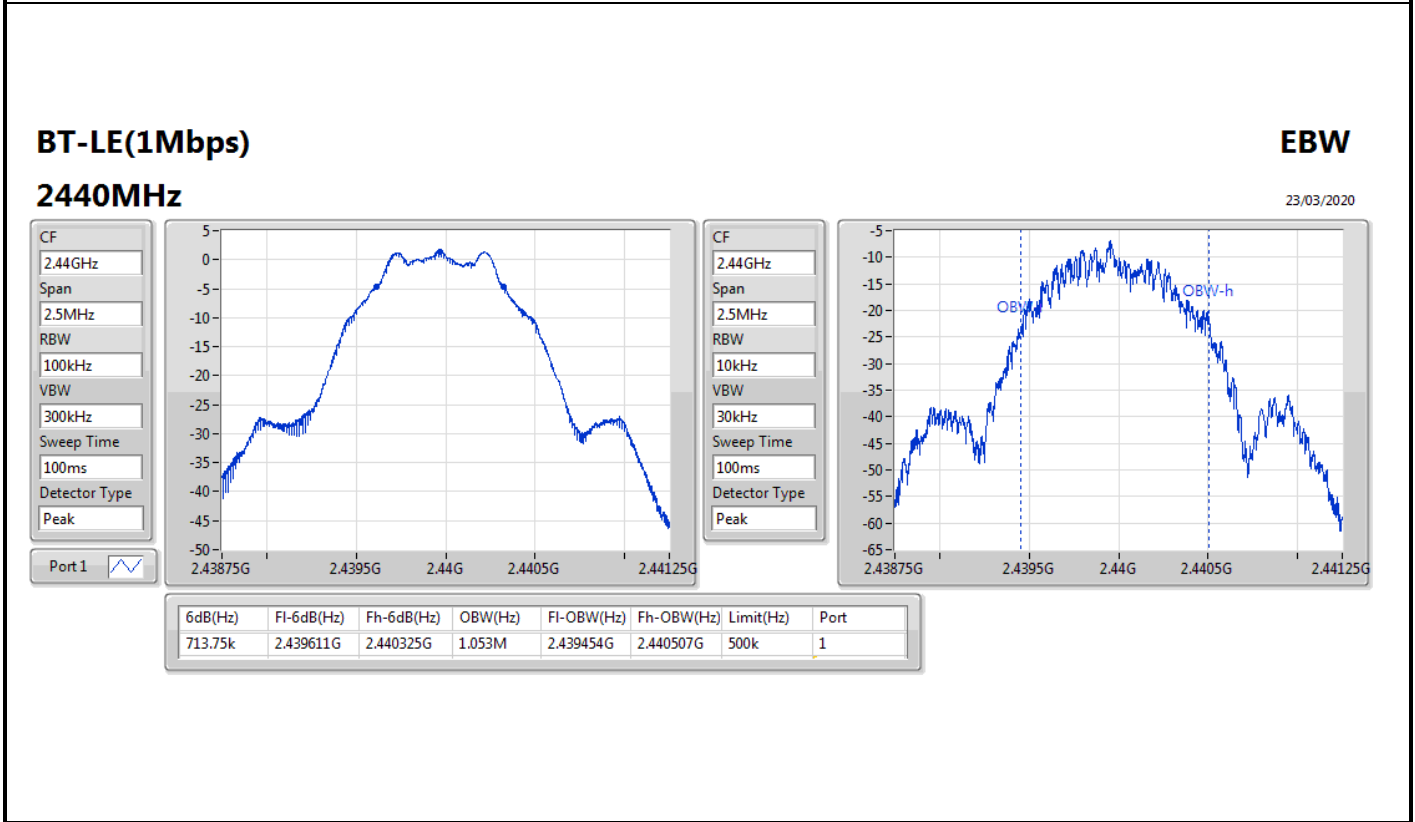 BT-LE(1Mbps)
EBW
2440MHz
23/03/2020
CF
2.44GHz
Span
2.5MHz
RBW
100kHz
VBW
300kHz
Sweep Time
100ms
Detector Type
Peak
Port 1
5
0
-5
-10
-15
-20
-25
-30
-35
-40
-45
-50
2.43875G 2.4395G 2.44G 2.4405G 2.44125G
CF
2.44GHz
Span
2.5MHz
RBW
10kHz
VBW
30kHz
Sweep Time
100ms
Detector Type
Peak
-5
-10
-15
-20
-25
-30
-35
-40
-45
-50
-55
-60
-65
OBW-h
2.43875G 2.4395G 2.44G 2.4405G 2.44125G
6dB(Hz) Fl-6dB(Hz) Fh-6dB(Hz) OBW(Hz) Fl-OBW(Hz) Fh-OBW(Hz) Limit(Hz) Port
713.75k 2.439611G 2.440325G 1.053M 2.439454G 2.440507G 500k 1